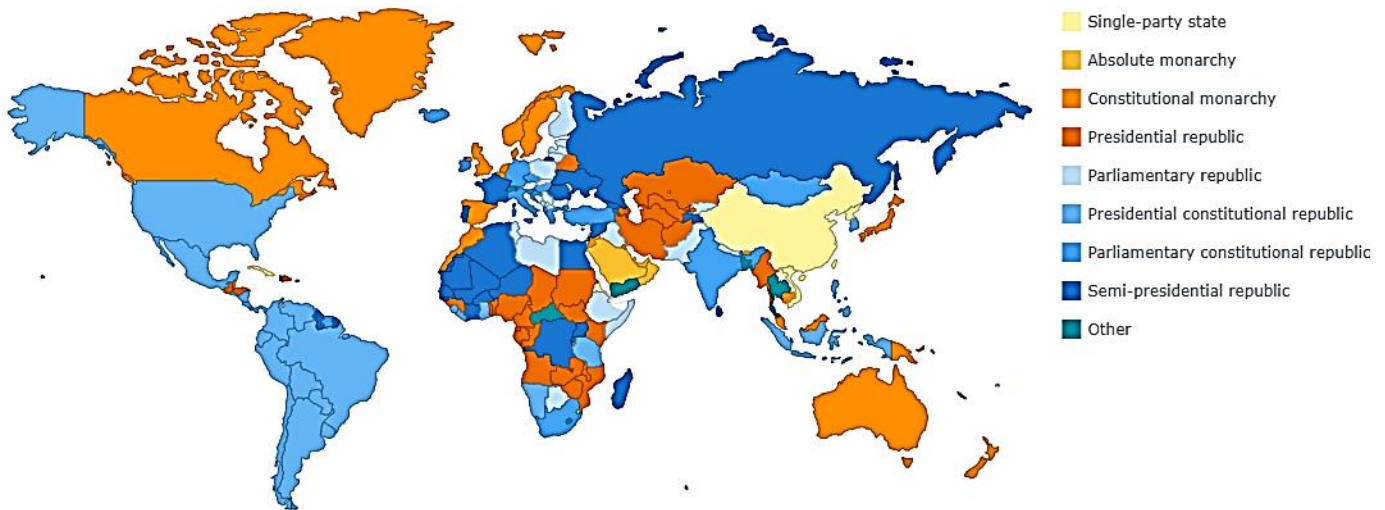 Single-party state
Absolute monarchy
Constitutional monarchy
Presidential republic
Parliamentary republic
Presidential constitutional republic
Parliamentary constitutional republic
Semi-presidential republic
Other